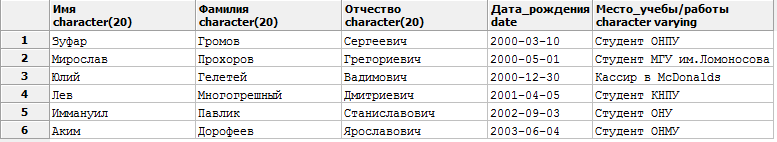 Имя Фамилия Отчество Дата_рождения Место_учебы/работы
character(20) character(20) character(20) date character varying
1 Зуфар Громов Сергеевич 2000-03-10 Студент ОНПУ
2 Мирослав Прохоров Грегориевич 2000-05-01 Студент МГУ им.Ломоносова
3 Юлий Гелетей Вадимович 2000-12-30 Кассир в McDonalds
4 Лев Многогрешный Дмитриевич 2001-04-05 Студент КНПУ
5 Иммануил Павлик Станиславович 2002-09-03 Студент ОНУ
6 Аким Дорофеев Ярославович 2003-06-04 Студент ОНМУ